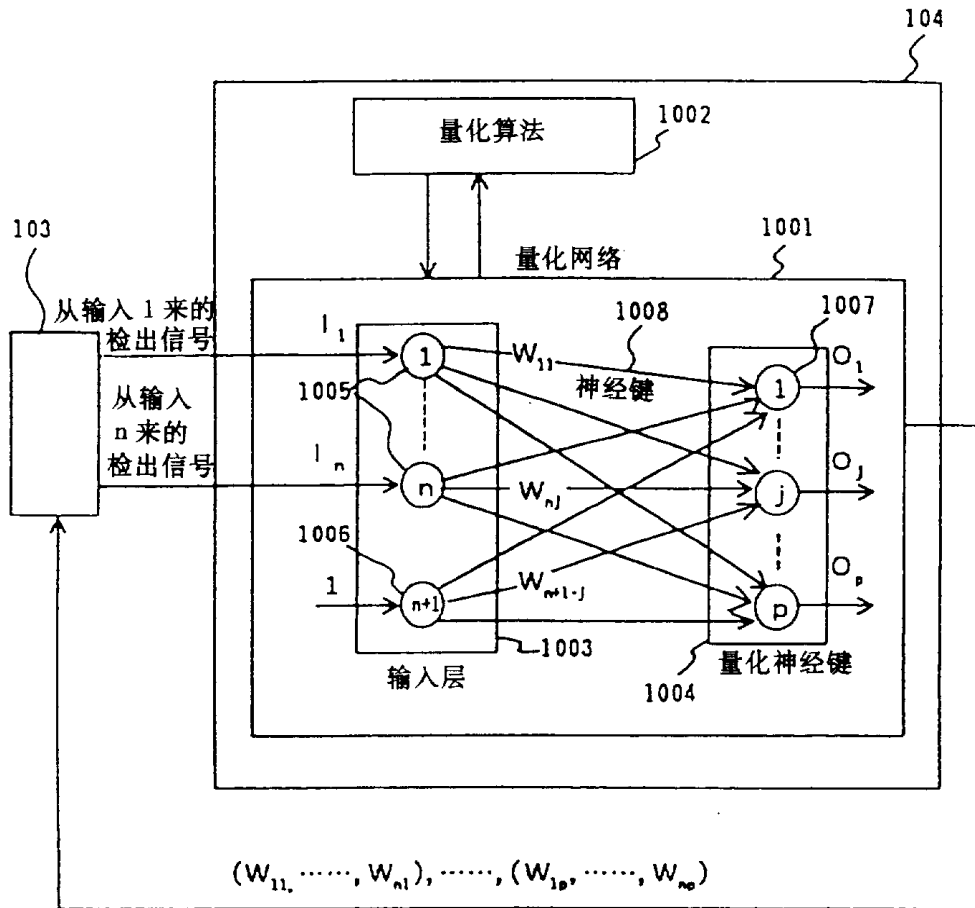 104
量化算法
1002
103
1001
量化网络
从输入1来的
检出信号
I₁
1
W₁₁
1008
神经键
1007
1
O₁
1005
从输入
n来的
检出信号
Iₙ
n
Wₙⱼ
j
Oⱼ
1006
1
n+1
Wₙ₊₁·ⱼ
p
Oₚ
1003
输入层
1004
量化神经键
(W₁₁, ……, Wₙ₁), ……, (W₁ₚ, ……, Wₙₚ)